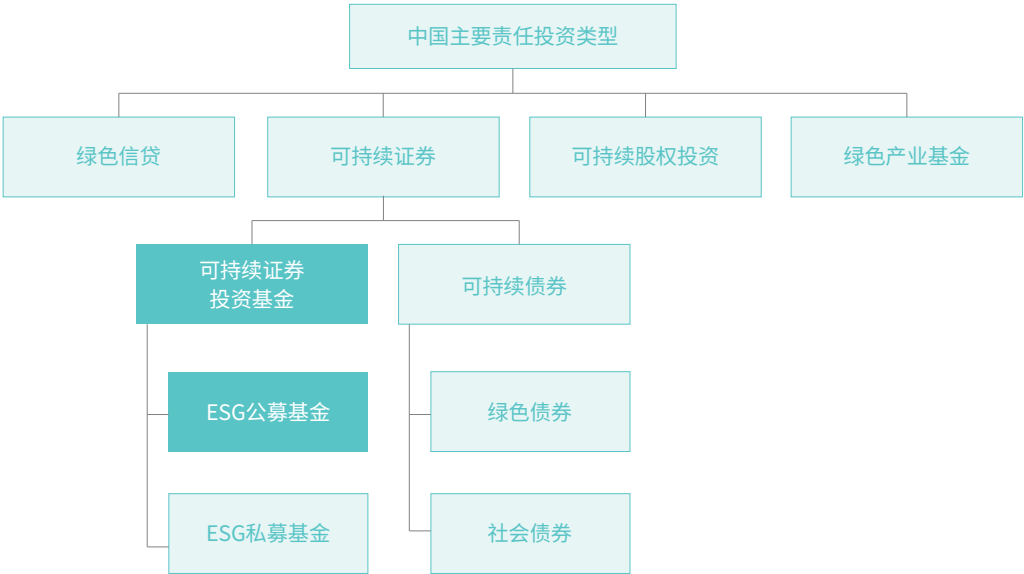 中国主要责任投资类型
绿色信贷
可持续证券
可持续股权投资
绿色产业基金
可持续证券
投资基金
可持续债券
ESG公募基金
绿色债券
ESG私募基金
社会债券